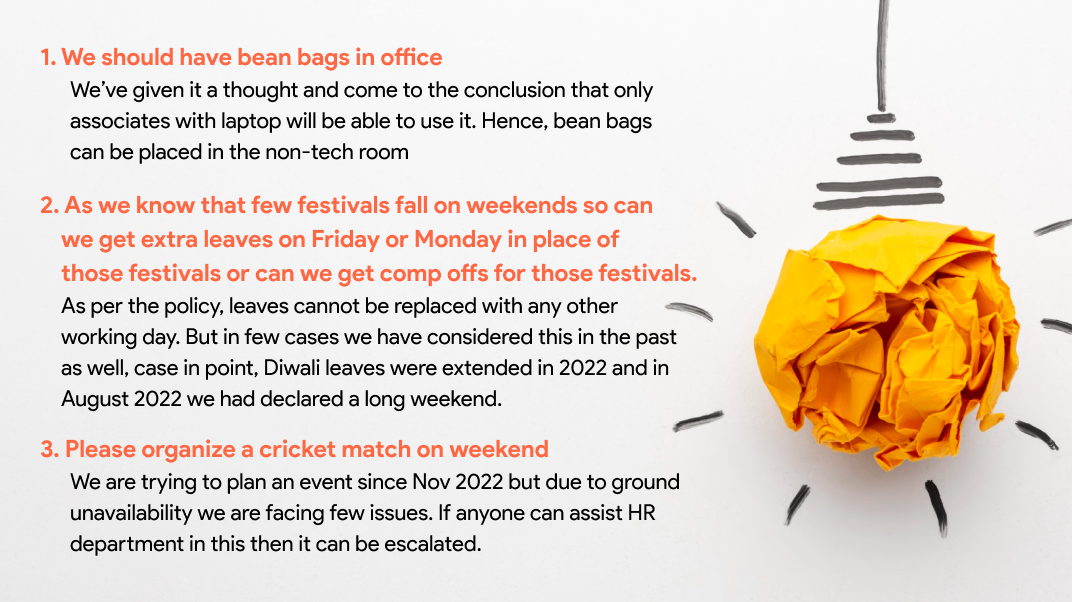 1. We should have bean bags in office
We’ve given it a thought and come to the conclusion that only
associates with laptop will be able to use it. Hence, bean bags
can be placed in the non-tech room
2. As we know that few festivals fall on weekends so can
we get extra leaves on Friday or Monday in place of
those festivals or can we get comp offs for those festivals.
As per the policy, leaves cannot be replaced with any other
working day. But in few cases we have considered this in the past
as well, case in point, Diwali leaves were extended in 2022 and in
August 2022 we had declared a long weekend.
3. Please organize a cricket match on weekend
We are trying to plan an event since Nov 2022 but due to ground
unavailability we are facing few issues. If anyone can assist HR
department in this then it can be escalated.